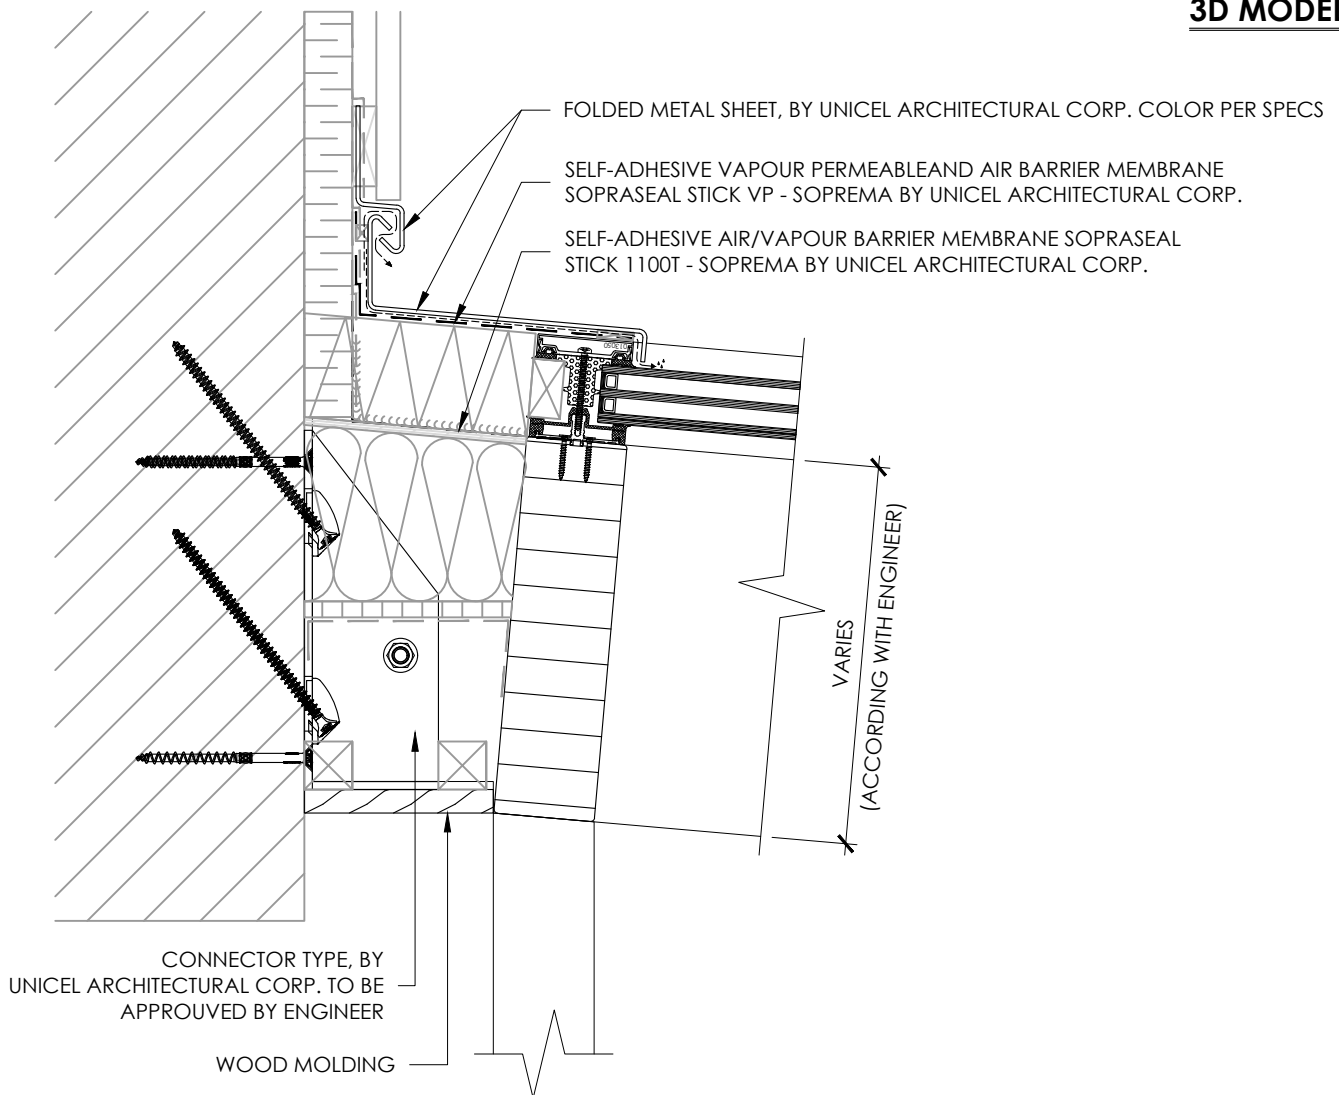 3D MODEL
FOLDED METAL SHEET, BY UNICEL ARCHITECTURAL CORP. COLOR PER SPECS
SELF-ADHESIVE VAPOUR PERMEABLEAND AIR BARRIER MEMBRANE
SOPRASEAL STICK VP - SOPREMA BY UNICEL ARCHITECTURAL CORP.
SELF-ADHESIVE AIR/VAPOUR BARRIER MEMBRANE SOPRASEAL
STICK 1100T - SOPREMA BY UNICEL ARCHITECTURAL CORP.
VARIES
(ACCORDING WITH ENGINEER)
CONNECTOR TYPE, BY
UNICEL ARCHITECTURAL CORP. TO BE
APPROUVED BY ENGINEER
WOOD MOLDING